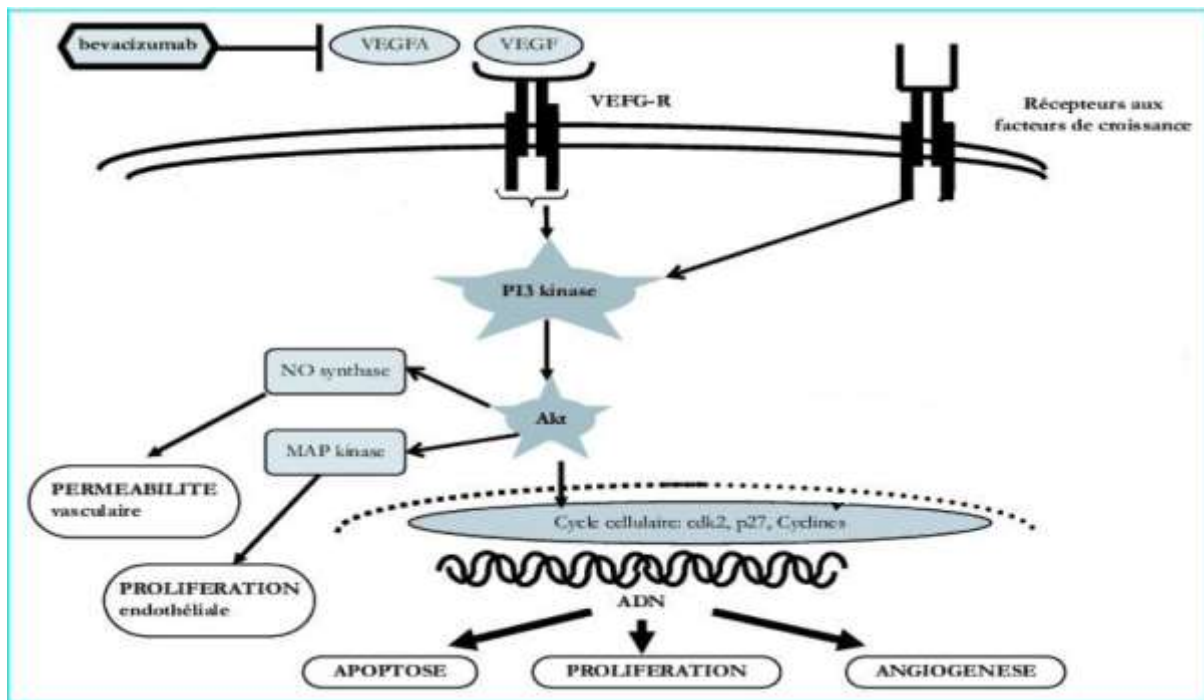 bevacizumab
VEGFA
VEGF
VEFG-R
Récepteurs aux
facteurs de croissance
PI3 kinase
NO synthase
Akt
MAP kinase
PERMEABILITE
vasculaire
Cycle cellulaire: cdk2, p27, Cyclines
PROLIFERATION
endothéliale
ADN
APOPTOSE
PROLIFERATION
ANGIOGENESE